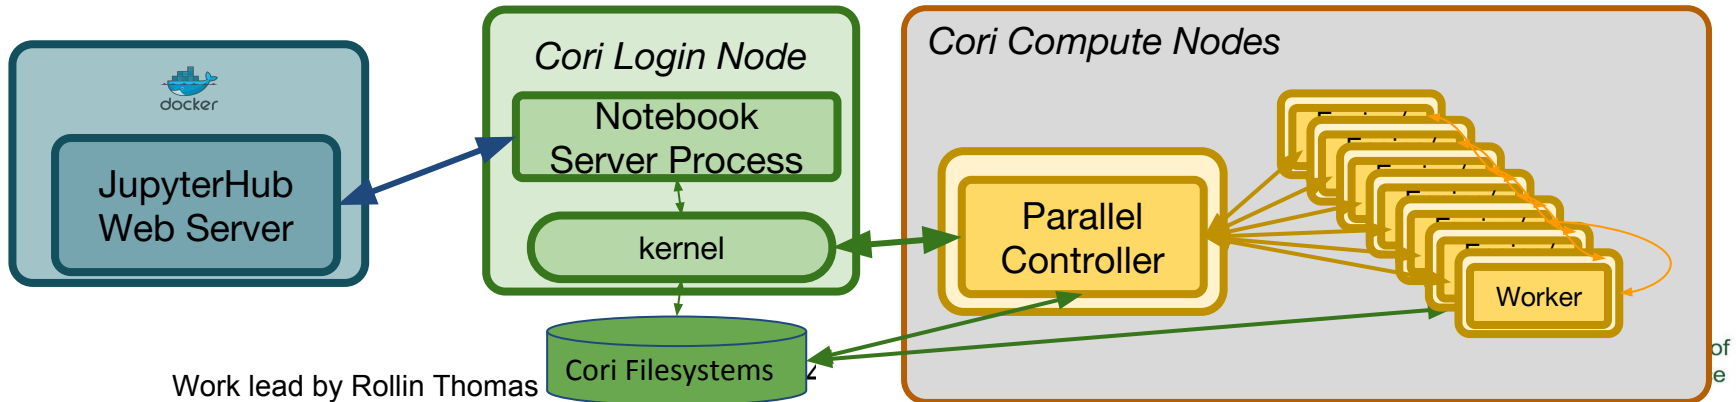 docker
JupyterHub
Web Server
Cori Login Node
Notebook
Server Process
kernel
Cori Filesystems
Work lead by Rollin Thomas
Cori Compute Nodes
Parallel
Controller
Worker
of